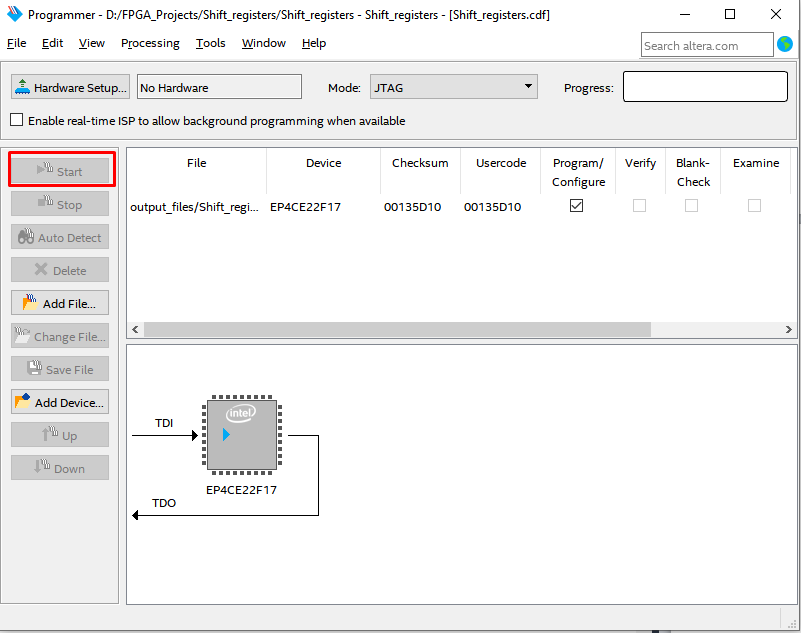 Programmer - D:/FPGA_Projects/Shift_registers/Shift_registers - Shift_registers - [Shift_registers.cdf]
File Edit View Processing Tools Window Help
Search altera.com
Hardware Setup... No Hardware Mode: JTAG Progress:
Enable real-time ISP to allow background programming when available
Start
Stop
Auto Detect
Delete
Add File...
Change File...
Save File
Add Device...
Up
Down
File Device Checksum Usercode Program/ Verify Blank- Examine
Configure Check
output_files/Shift_regi... EP4CE22F17 00135D10 00135D10
intel
TDI
EP4CE22F17
TDO